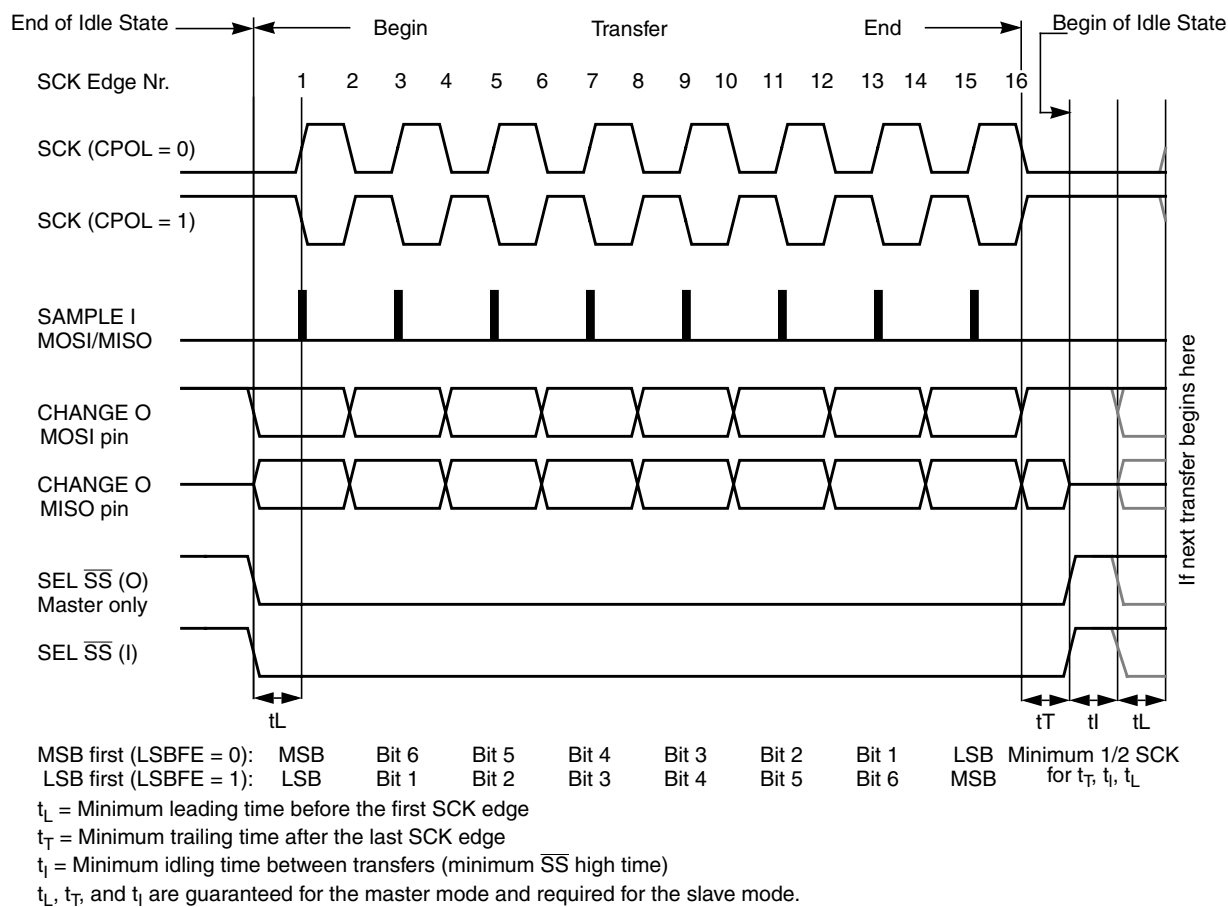 End of Idle State
Begin
Transfer
End
Begin of Idle State
SCK Edge Nr.
1 2 3 4 5 6 7 8 9 10 11 12 13 14 15 16
SCK (CPOL = 0)
SCK (CPOL = 1)
SAMPLE I
MOSI/MISO
CHANGE O
MOSI pin
CHANGE O
MISO pin
SEL SS (O)
Master only
SEL SS (I)
If next transfer begins here
tL
tT
tI
tL
MSB first (LSBFE = 0): MSB Bit 6 Bit 5 Bit 4 Bit 3 Bit 2 Bit 1 LSB Minimum 1/2 SCK
LSB first (LSBFE = 1): LSB Bit 1 Bit 2 Bit 3 Bit 4 Bit 5 Bit 6 MSB for tT, tI, tL
tL = Minimum leading time before the first SCK edge
tT = Minimum trailing time after the last SCK edge
tI = Minimum idling time between transfers (minimum SS high time)
tL, tT, and tI are guaranteed for the master mode and required for the slave mode.